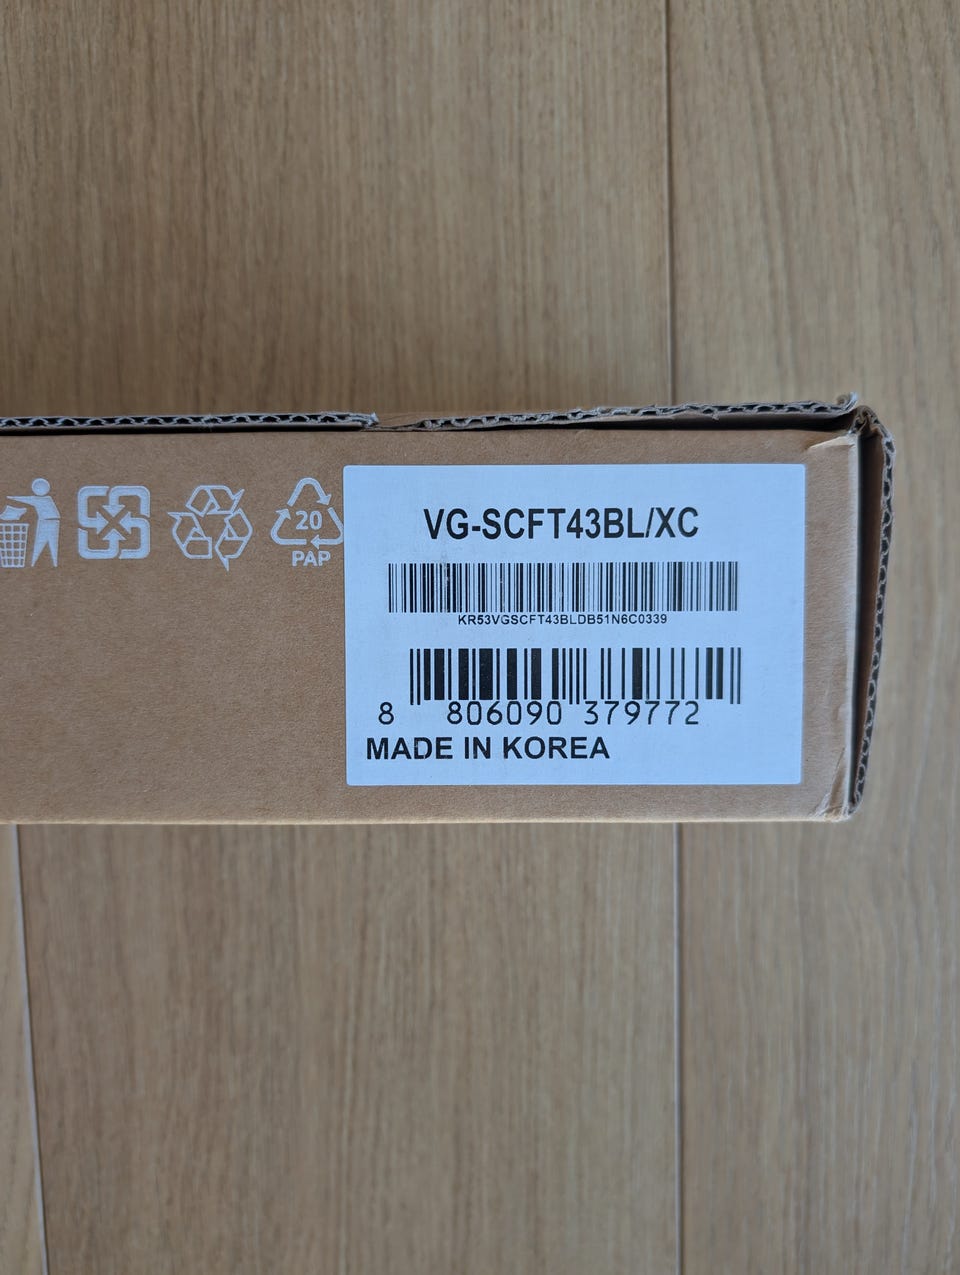 20
PAP
VG-SCFT43BL/XC
KR53VGSCFT43BLDB51N6C0339
8 806090 379772
MADE IN KOREA